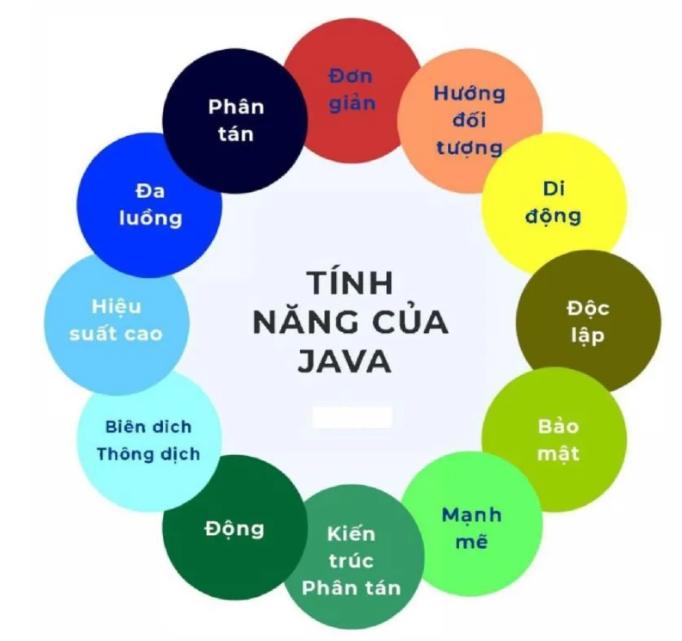 TÍNH
NĂNG CỦA
JAVA
Đơn
giản
Hướng
đối
tượng
Di
động
Độc
lập
Bảo
mật
Mạnh
mẽ
Kiến
trúc
Phân tán
Động
Biên dich
Thông dịch
Hiệu
suất cao
Đa
luồng
Phân
tán